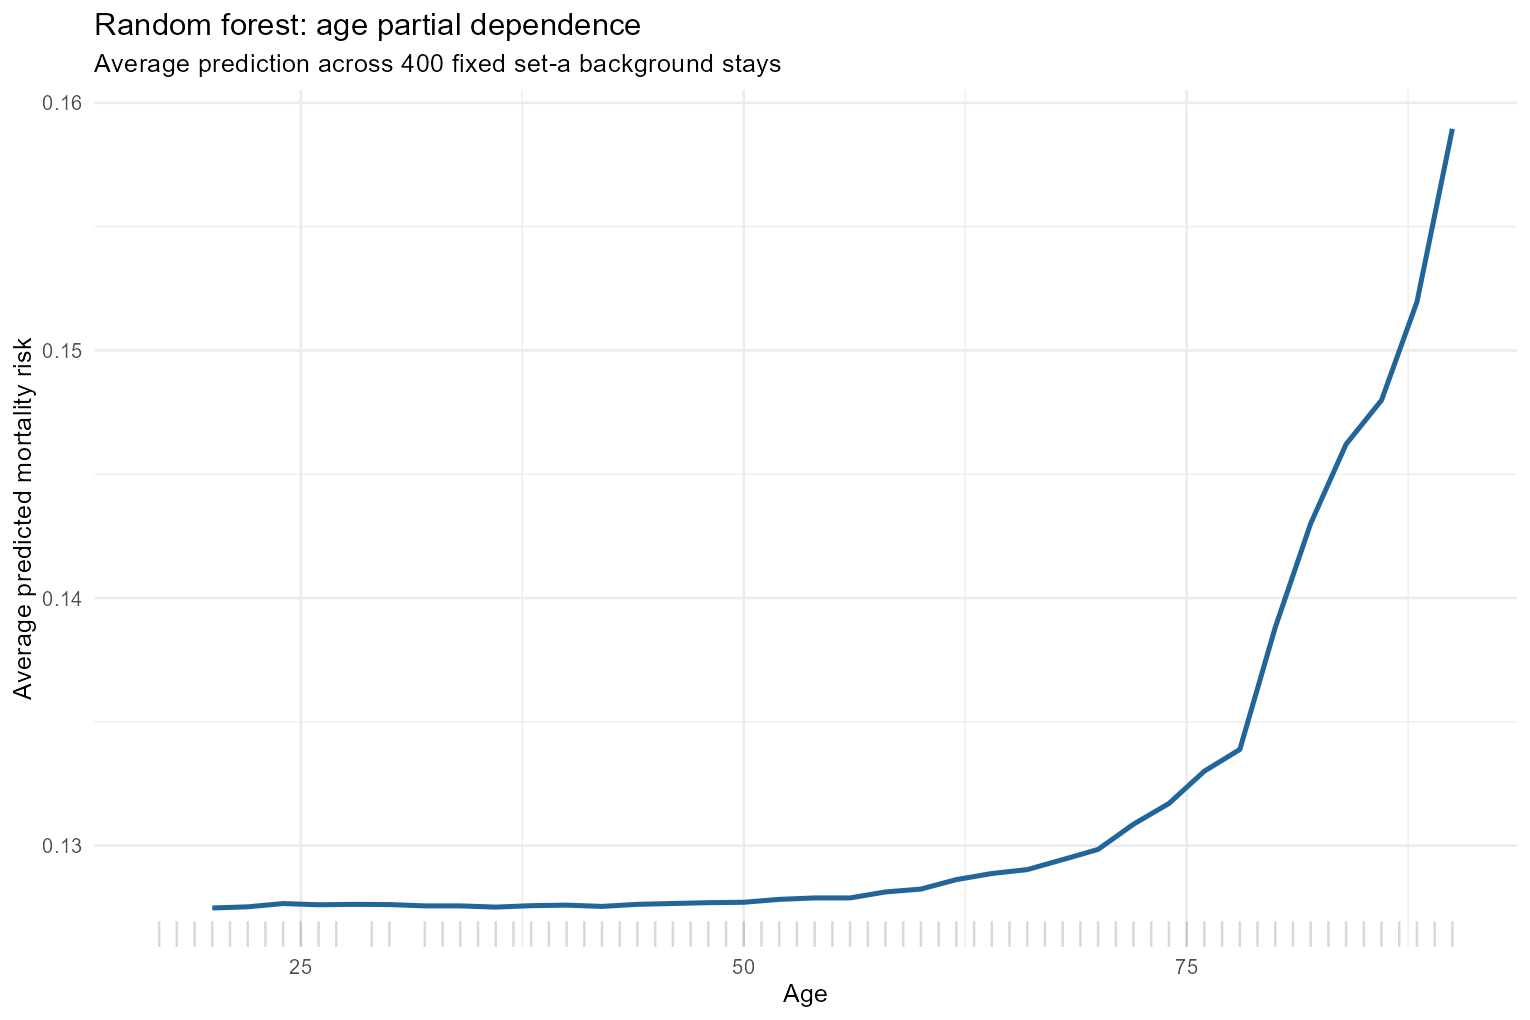 Random forest: age partial dependence
Average prediction across 400 fixed set-a background stays
0.16
0.15
0.14
0.13
Average predicted mortality risk
25 50 75
Age